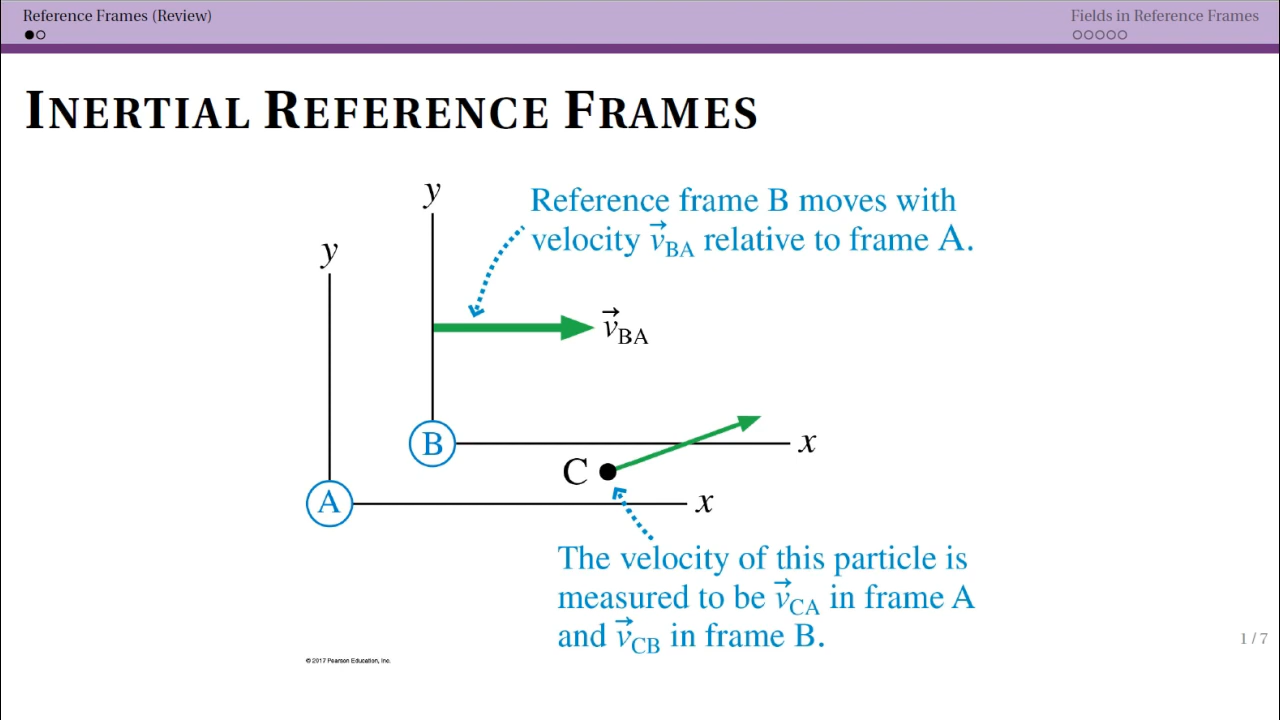 Reference Frames (Review)
Fields in Reference Frames
INERTIAL REFERENCE FRAMES
y
Reference frame B moves with
velocity v⃗BA relative to frame A.
y
v⃗BA
B
x
C
A
x
The velocity of this particle is
measured to be v⃗CA in frame A
and v⃗CB in frame B.
1 / 7
© 2017 Pearson Education, Inc.